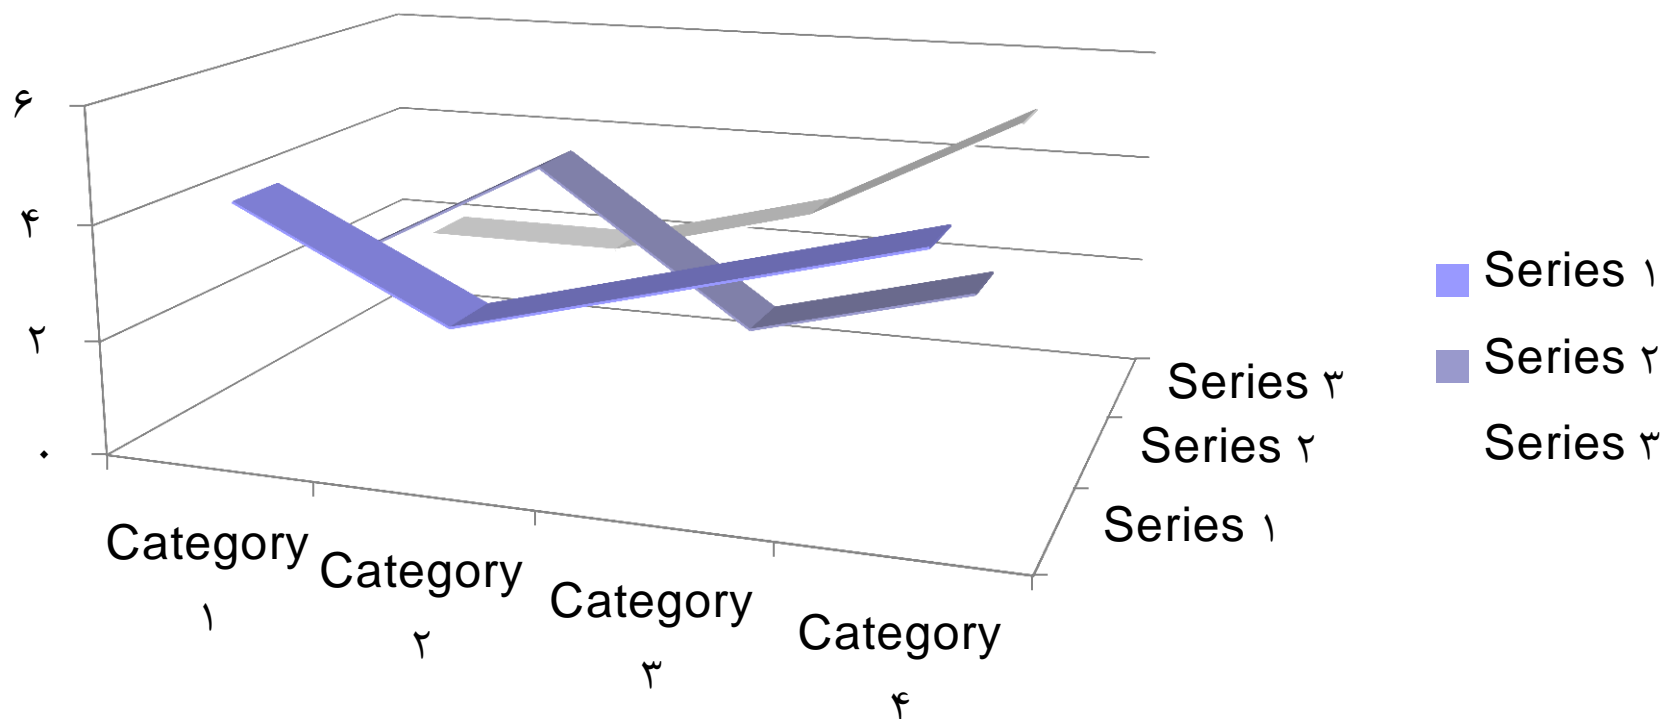 ۶
۴
۲
۰
Category
۱
Category
۲
Category
۳
Category
۴
Series ۳
Series ۲
Series ۱
Series ۱
Series ۲
Series ۳